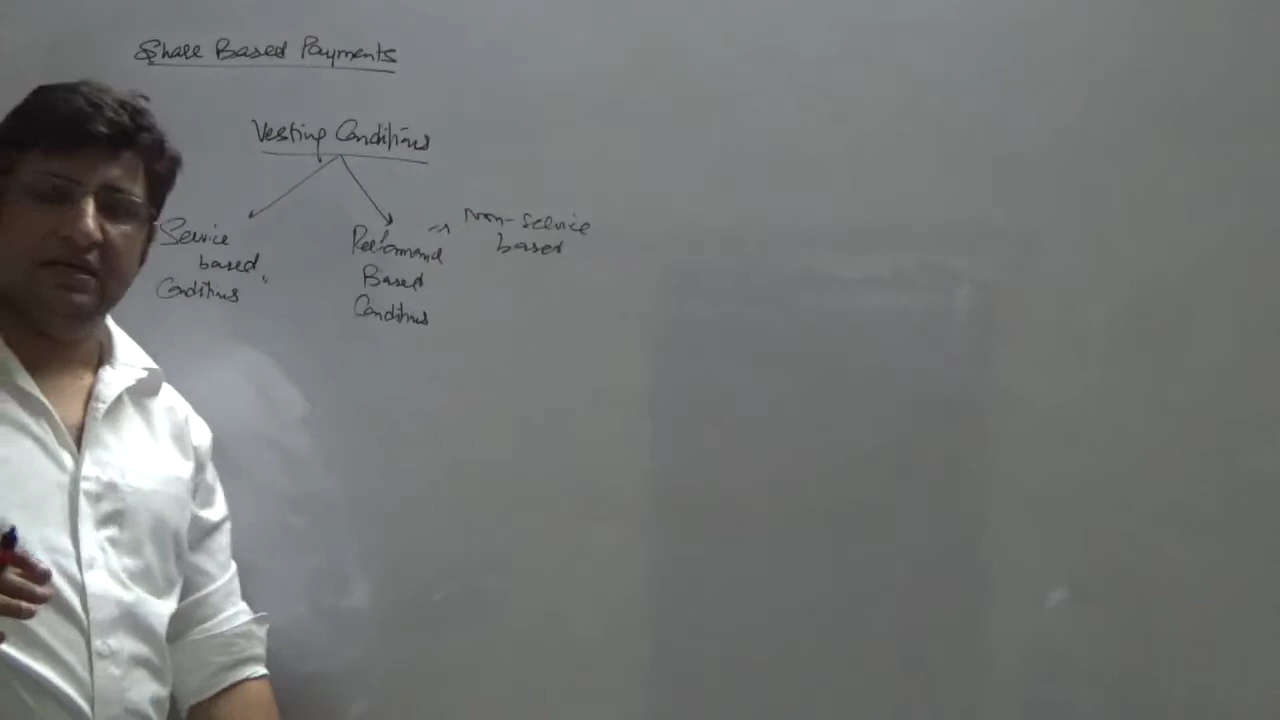 Share Based Payments
Vesting Conditions
Service
based
Conditions
Performance
Based
Conditions
Non-Service
based